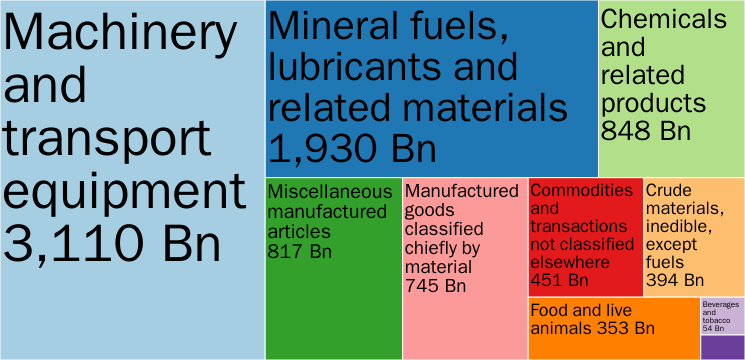 Machinery
and
transport
equipment
3,110 Bn
Mineral fuels,
lubricants and
related materials
1,930 Bn
Chemicals
and
related
products
848 Bn
Miscellaneous
manufactured
articles
817 Bn
Manufactured
goods
classified
chiefly by
material
745 Bn
Commodities
and
transactions
not classified
elsewhere
451 Bn
Crude
materials,
inedible,
except
fuels
394 Bn
Food and live
animals 353 Bn
Beverages
and
tobacco
54 Bn